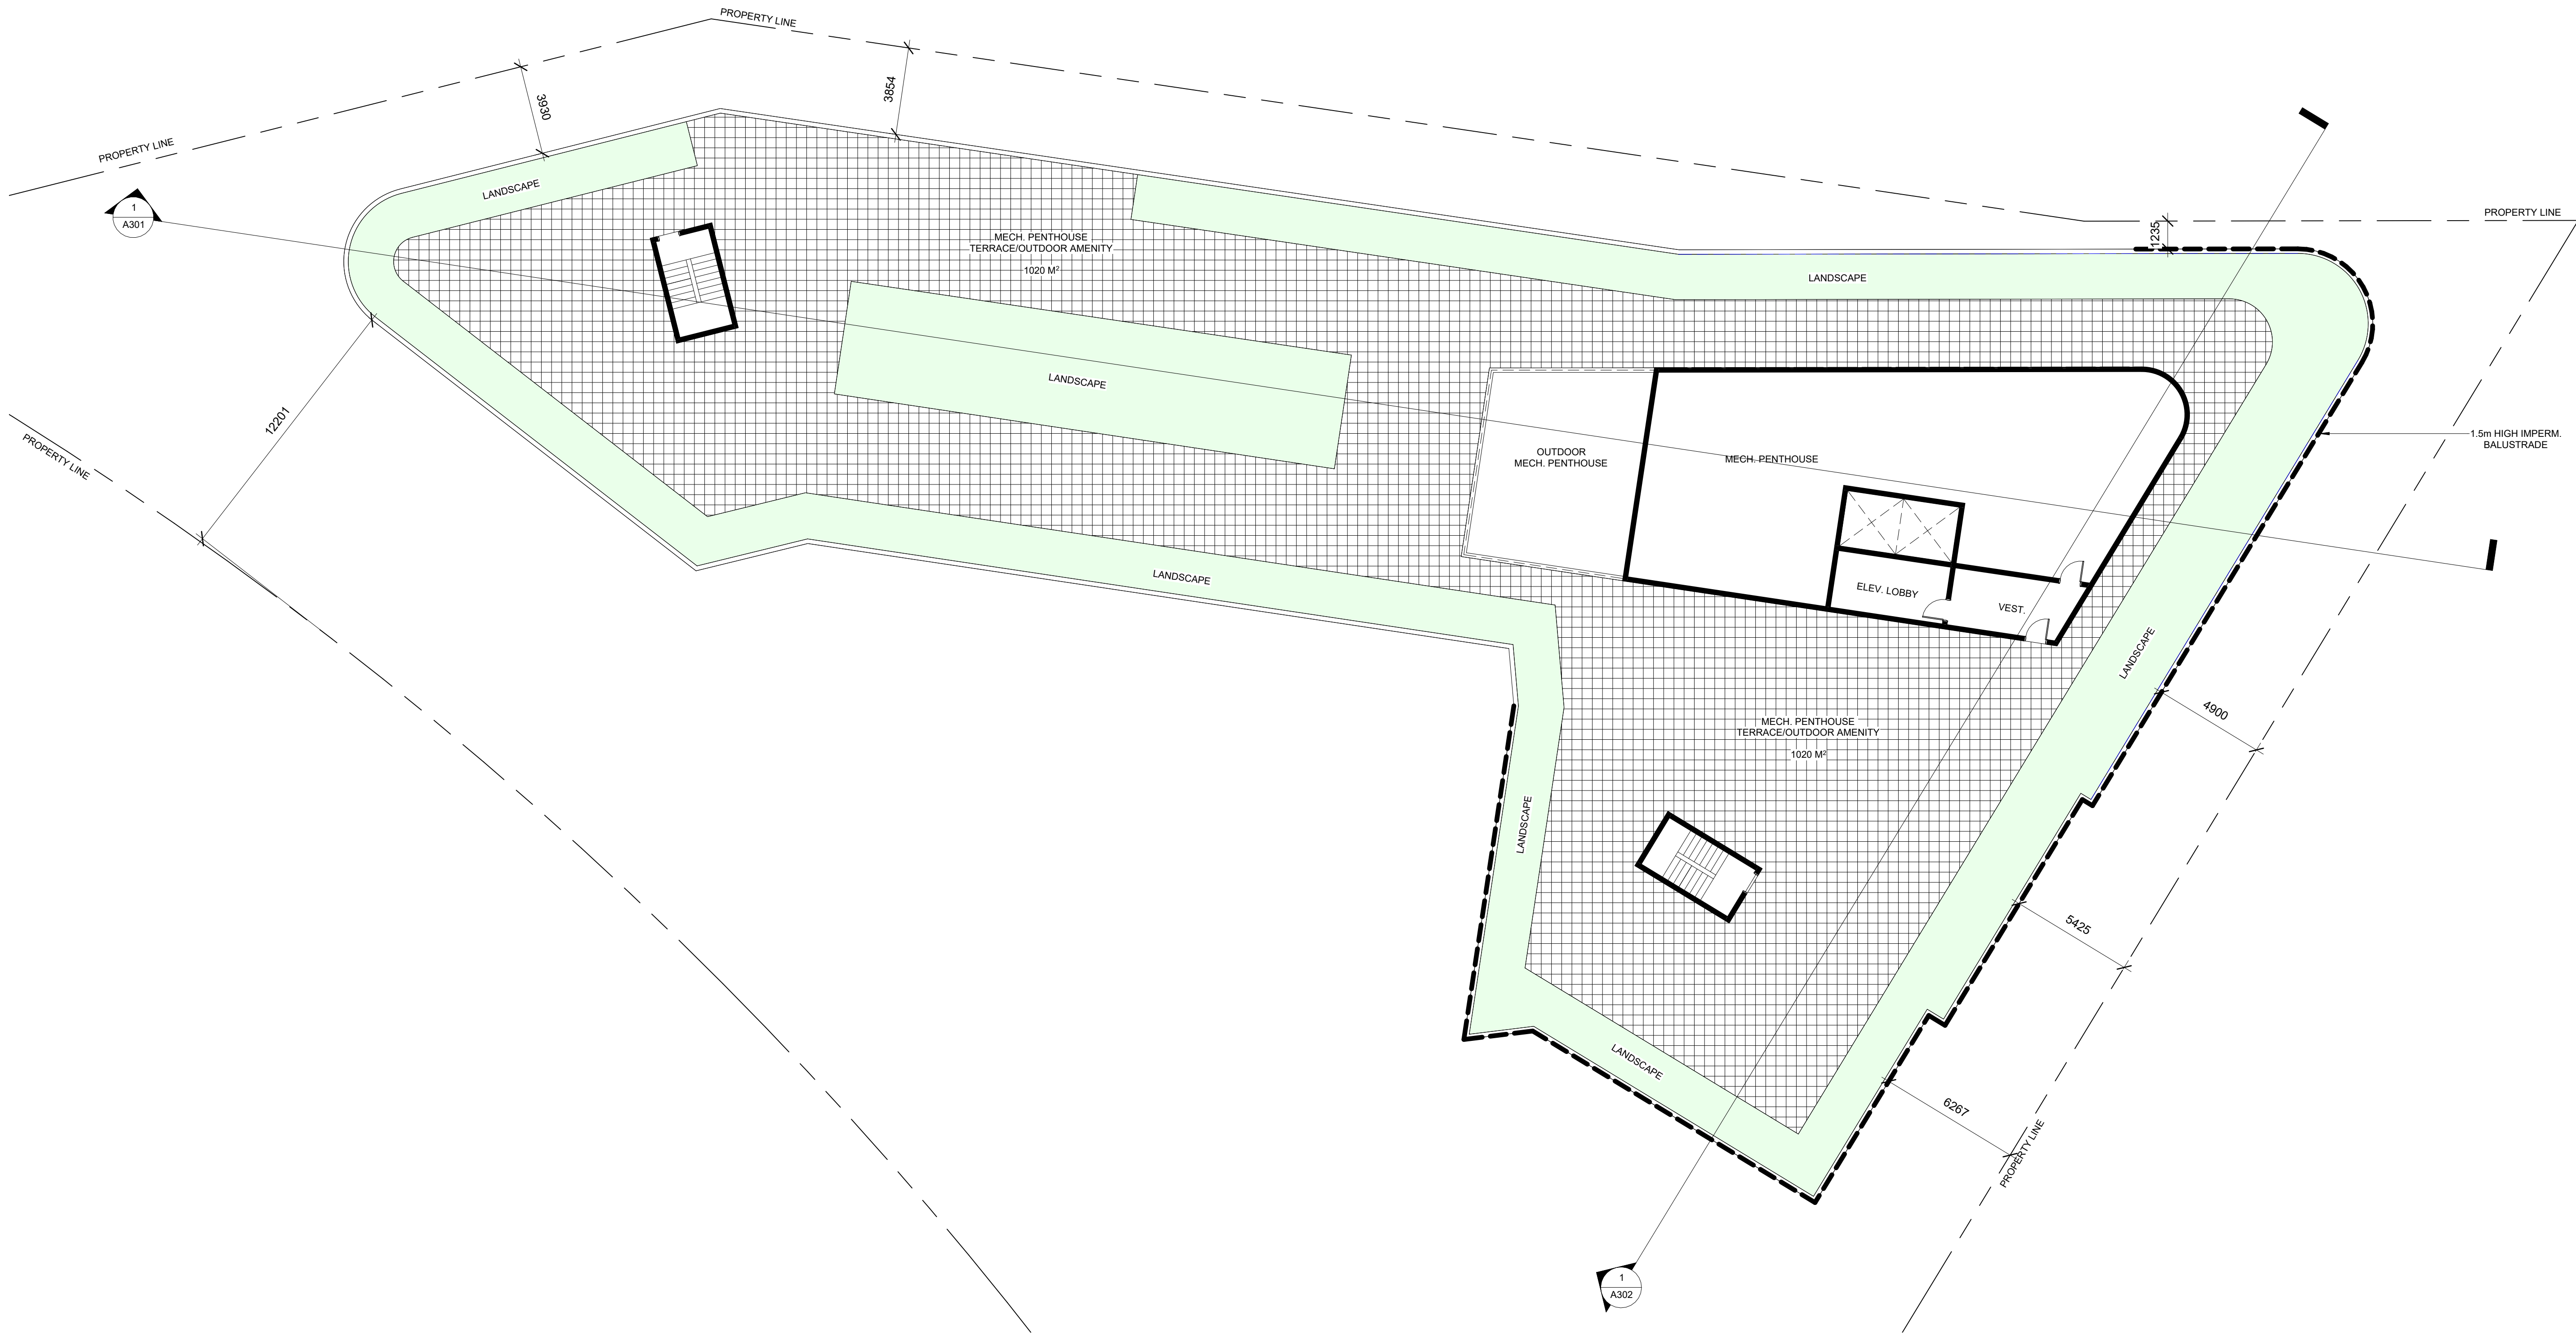 PROPERTY LINE
3930
3854
PROPERTY LINE
1
A301
LANDSCAPE
1235
PROPERTY LINE
MECH. PENTHOUSE
TERRACE/OUTDOOR AMENITY
1020 M²
LANDSCAPE
LANDSCAPE
12201
PROPERTY LINE
OUTDOOR
MECH. PENTHOUSE
MECH. PENTHOUSE
1.5m HIGH IMPERM.
BALUSTRADE
LANDSCAPE
ELEV. LOBBY
VEST.
LANDSCAPE
4900
MECH. PENTHOUSE
TERRACE/OUTDOOR AMENITY
1020 M²
LANDSCAPE
5425
LANDSCAPE
6267
PROPERTY LINE
1
A302